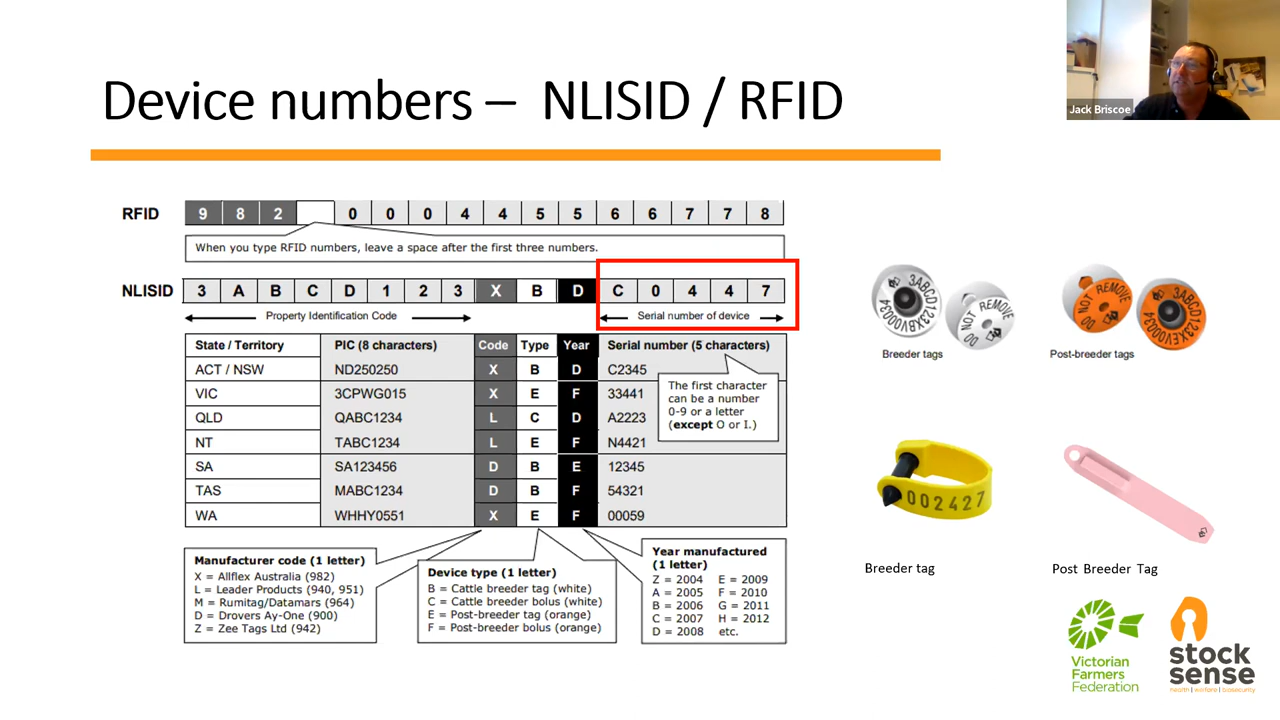 Device numbers – NLISID / RFID
Jack Briscoe
RFID 9 8 2 0 0 0 4 4 5 5 6 6 7 7 8
When you type RFID numbers, leave a space after the first three numbers.
NLISID 3 A B C D 1 2 3 X B D C 0 4 4 7
Property Identification Code
Serial number of device
State / Territory PIC (8 characters) Code Type Year Serial number (5 characters)
ACT / NSW ND250250 X B D C2345
VIC 3CPWG015 X E F 33441
QLD QABC1234 L C D A2223
NT TABC1234 L E F N4421
SA SA123456 D B E 12345
TAS MABC1234 D B F 54321
WA WHHY0551 X E F 00059
The first character
can be a number
0-9 or a letter
(except O or I.)
Manufacturer code (1 letter)
X = Allflex Australia (982)
L = Leader Products (940, 951)
M = Rumitag/Datamars (964)
D = Drovers Ay-One (900)
Z = Zee Tags Ltd (942)
Device type (1 letter)
B = Cattle breeder tag (white)
C = Cattle breeder bolus (white)
E = Post-breeder tag (orange)
F = Post-breeder bolus (orange)
Year manufactured
(1 letter)
Z = 2004 E = 2009
A = 2005 F = 2010
B = 2006 G = 2011
C = 2007 H = 2012
D = 2008 etc.
3ABCD123XBV00034
DO NOT REMOVE
Breeder tags
DO NOT REMOVE
3ABCD123XEV00034
Post-breeder tags
002427
Breeder tag
Post Breeder Tag
Victorian
Farmers
Federation
stock
sense
health | welfare | biosecurity